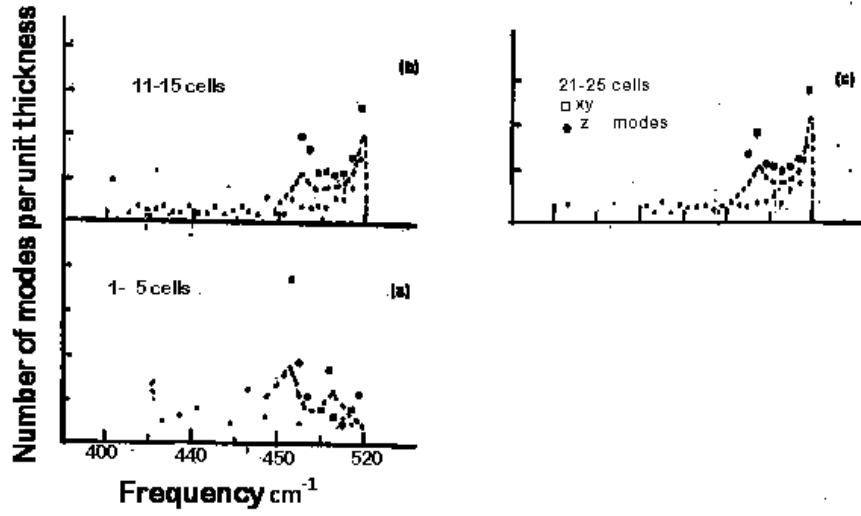 Number of modes per unit thickness
11-15 cells
(b)
21-25 cells
xy
z modes
(c)
1- 5 cells
(a)
400 440 450 520
Frequency cm⁻¹